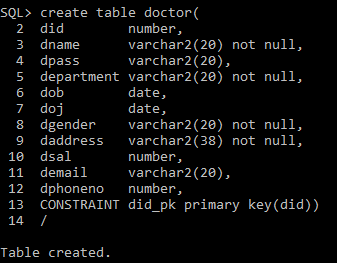 SQL> create table doctor(
  2  did         number,
  3  dname       varchar2(20) not null,
  4  dpass       varchar2(20),
  5  department  varchar2(20) not null,
  6  dob         date,
  7  doj         date,
  8  dgender     varchar2(20) not null,
  9  daddress    varchar2(38) not null,
 10  dsal        number,
 11  demail      varchar2(20),
 12  dphoneno    number,
 13  CONSTRAINT did_pk primary key(did))
 14  /
Table created.